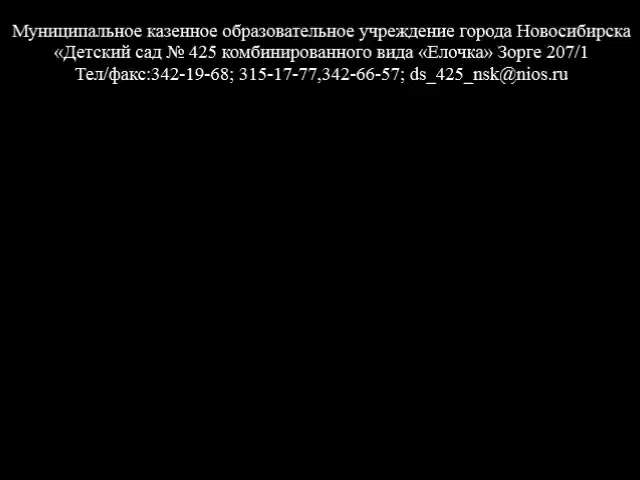 Муниципальное казенное образовательное учреждение города Новосибирска
«Детский сад № 425 комбинированного вида «Елочка» Зорге 207/1
Тел/факс:342-19-68; 315-17-77,342-66-57; ds_425_nsk@nios.ru